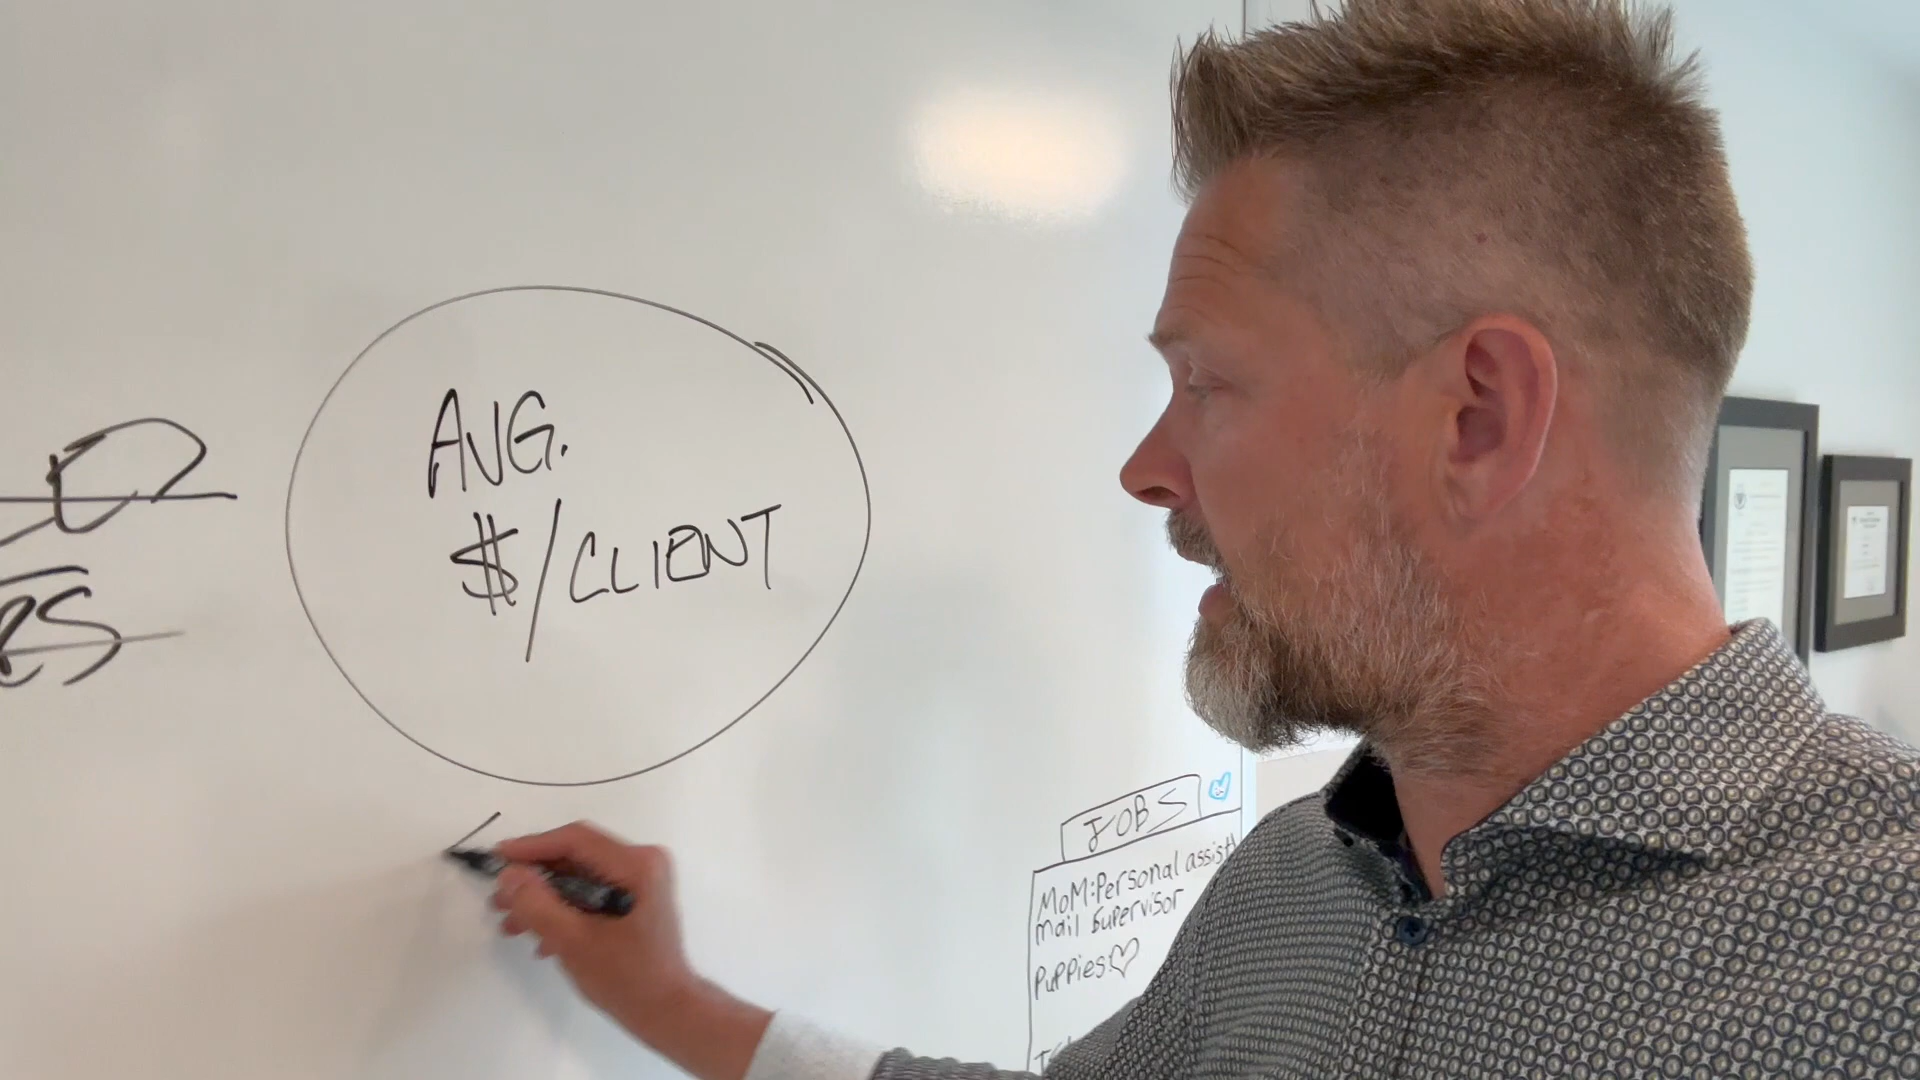 AVG.
$/CLIENT
JOBS
MOM:Personal assist
mail Supervisor
Puppies:♡